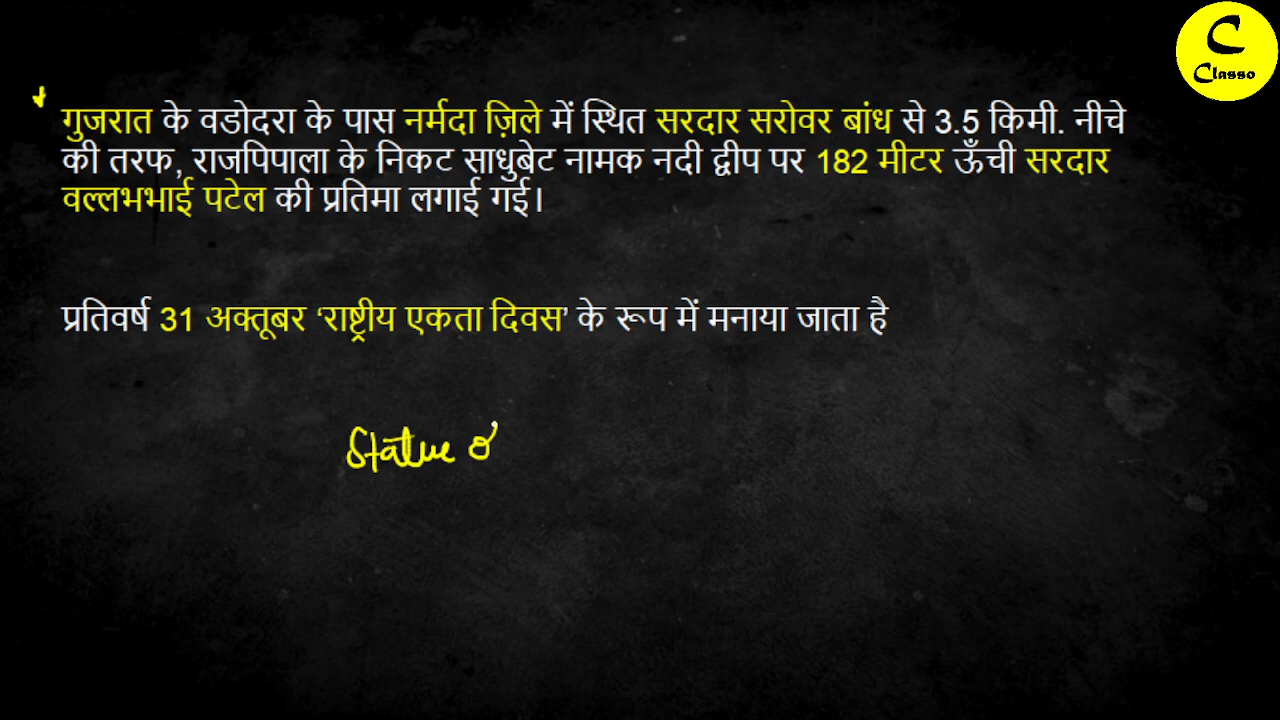 C
Classo
गुजरात के वडोदरा के पास नर्मदा ज़िले में स्थित सरदार सरोवर बांध से 3.5 किमी. नीचे
की तरफ, राजपिपाला के निकट साधुबेट नामक नदी द्वीप पर 182 मीटर ऊँची सरदार
वल्लभभाई पटेल की प्रतिमा लगाई गई।
प्रतिवर्ष 31 अक्तूबर ‘राष्ट्रीय एकता दिवस’ के रूप में मनाया जाता है
Statue o